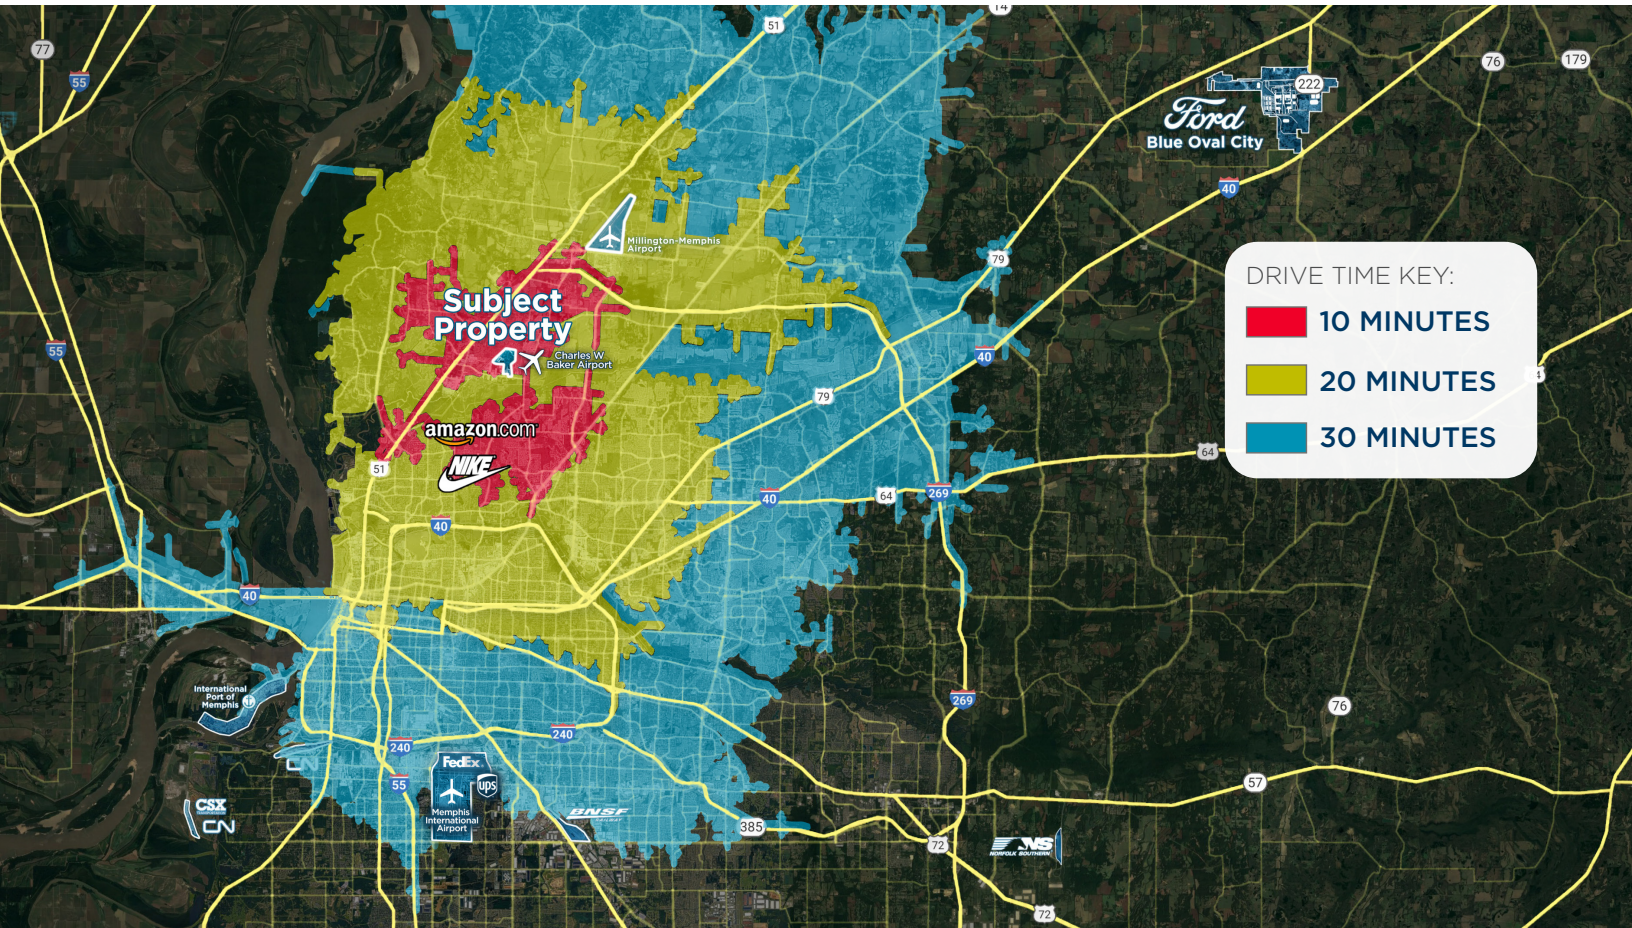 51
14
77
55
76
179
222
Ford
Blue Oval City
40
Millington-Memphis
Airport
79
DRIVE TIME KEY:
10 MINUTES
20 MINUTES
30 MINUTES
Subject
Property
Charles W
Baker Airport
55
40
79
amazon.com
NIKE
51
64
40
64
269
40
40
International
Port of
Memphis
269
76
240
240
CN
FedEx
ups
55
57
Memphis
International
Airport
CSX
CN
BNSF
RAILWAY
385
72
NS
NORFOLK SOUTHERN
72